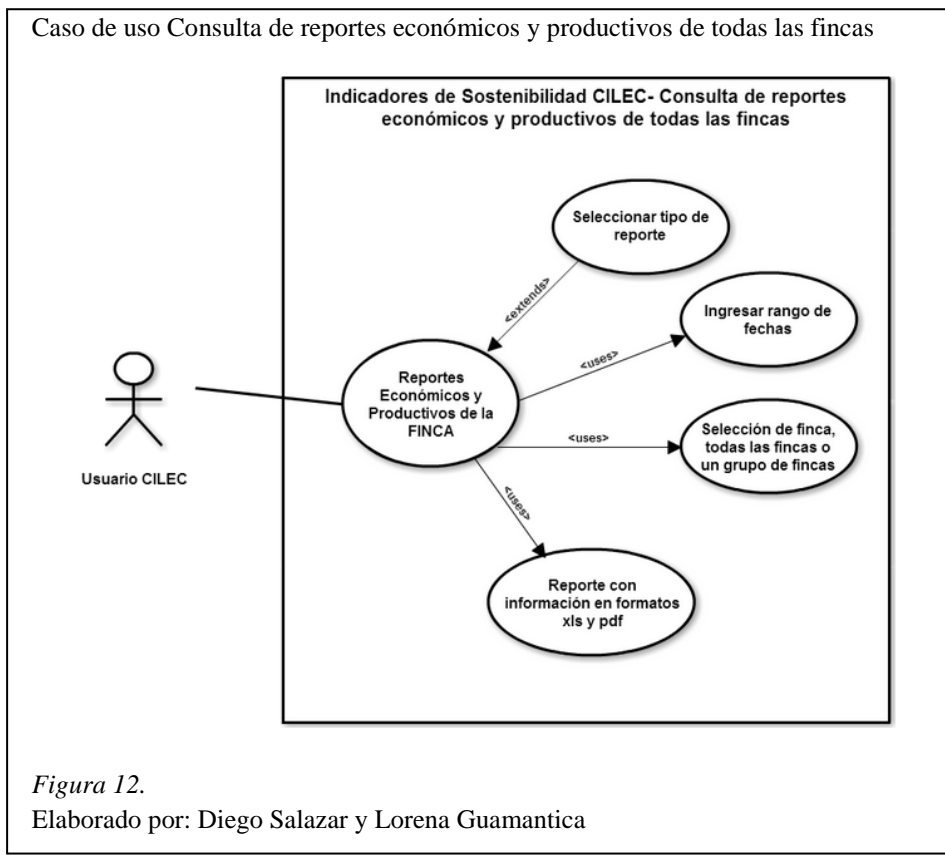 Caso de uso Consulta de reportes económicos y productivos de todas las fincas
Indicadores de Sostenibilidad CILEC- Consulta de reportes
económicos y productivos de todas las fincas
Seleccionar tipo de
reporte
<extends>
Ingresar rango de
fechas
<uses>
Reportes
Económicos y
Productivos de la
FINCA
Selección de finca,
todas las fincas o
un grupo de fincas
<uses>
Usuario CILEC
<uses>
Reporte con
información en formatos
xls y pdf
Figura 12.
Elaborado por: Diego Salazar y Lorena Guamantica